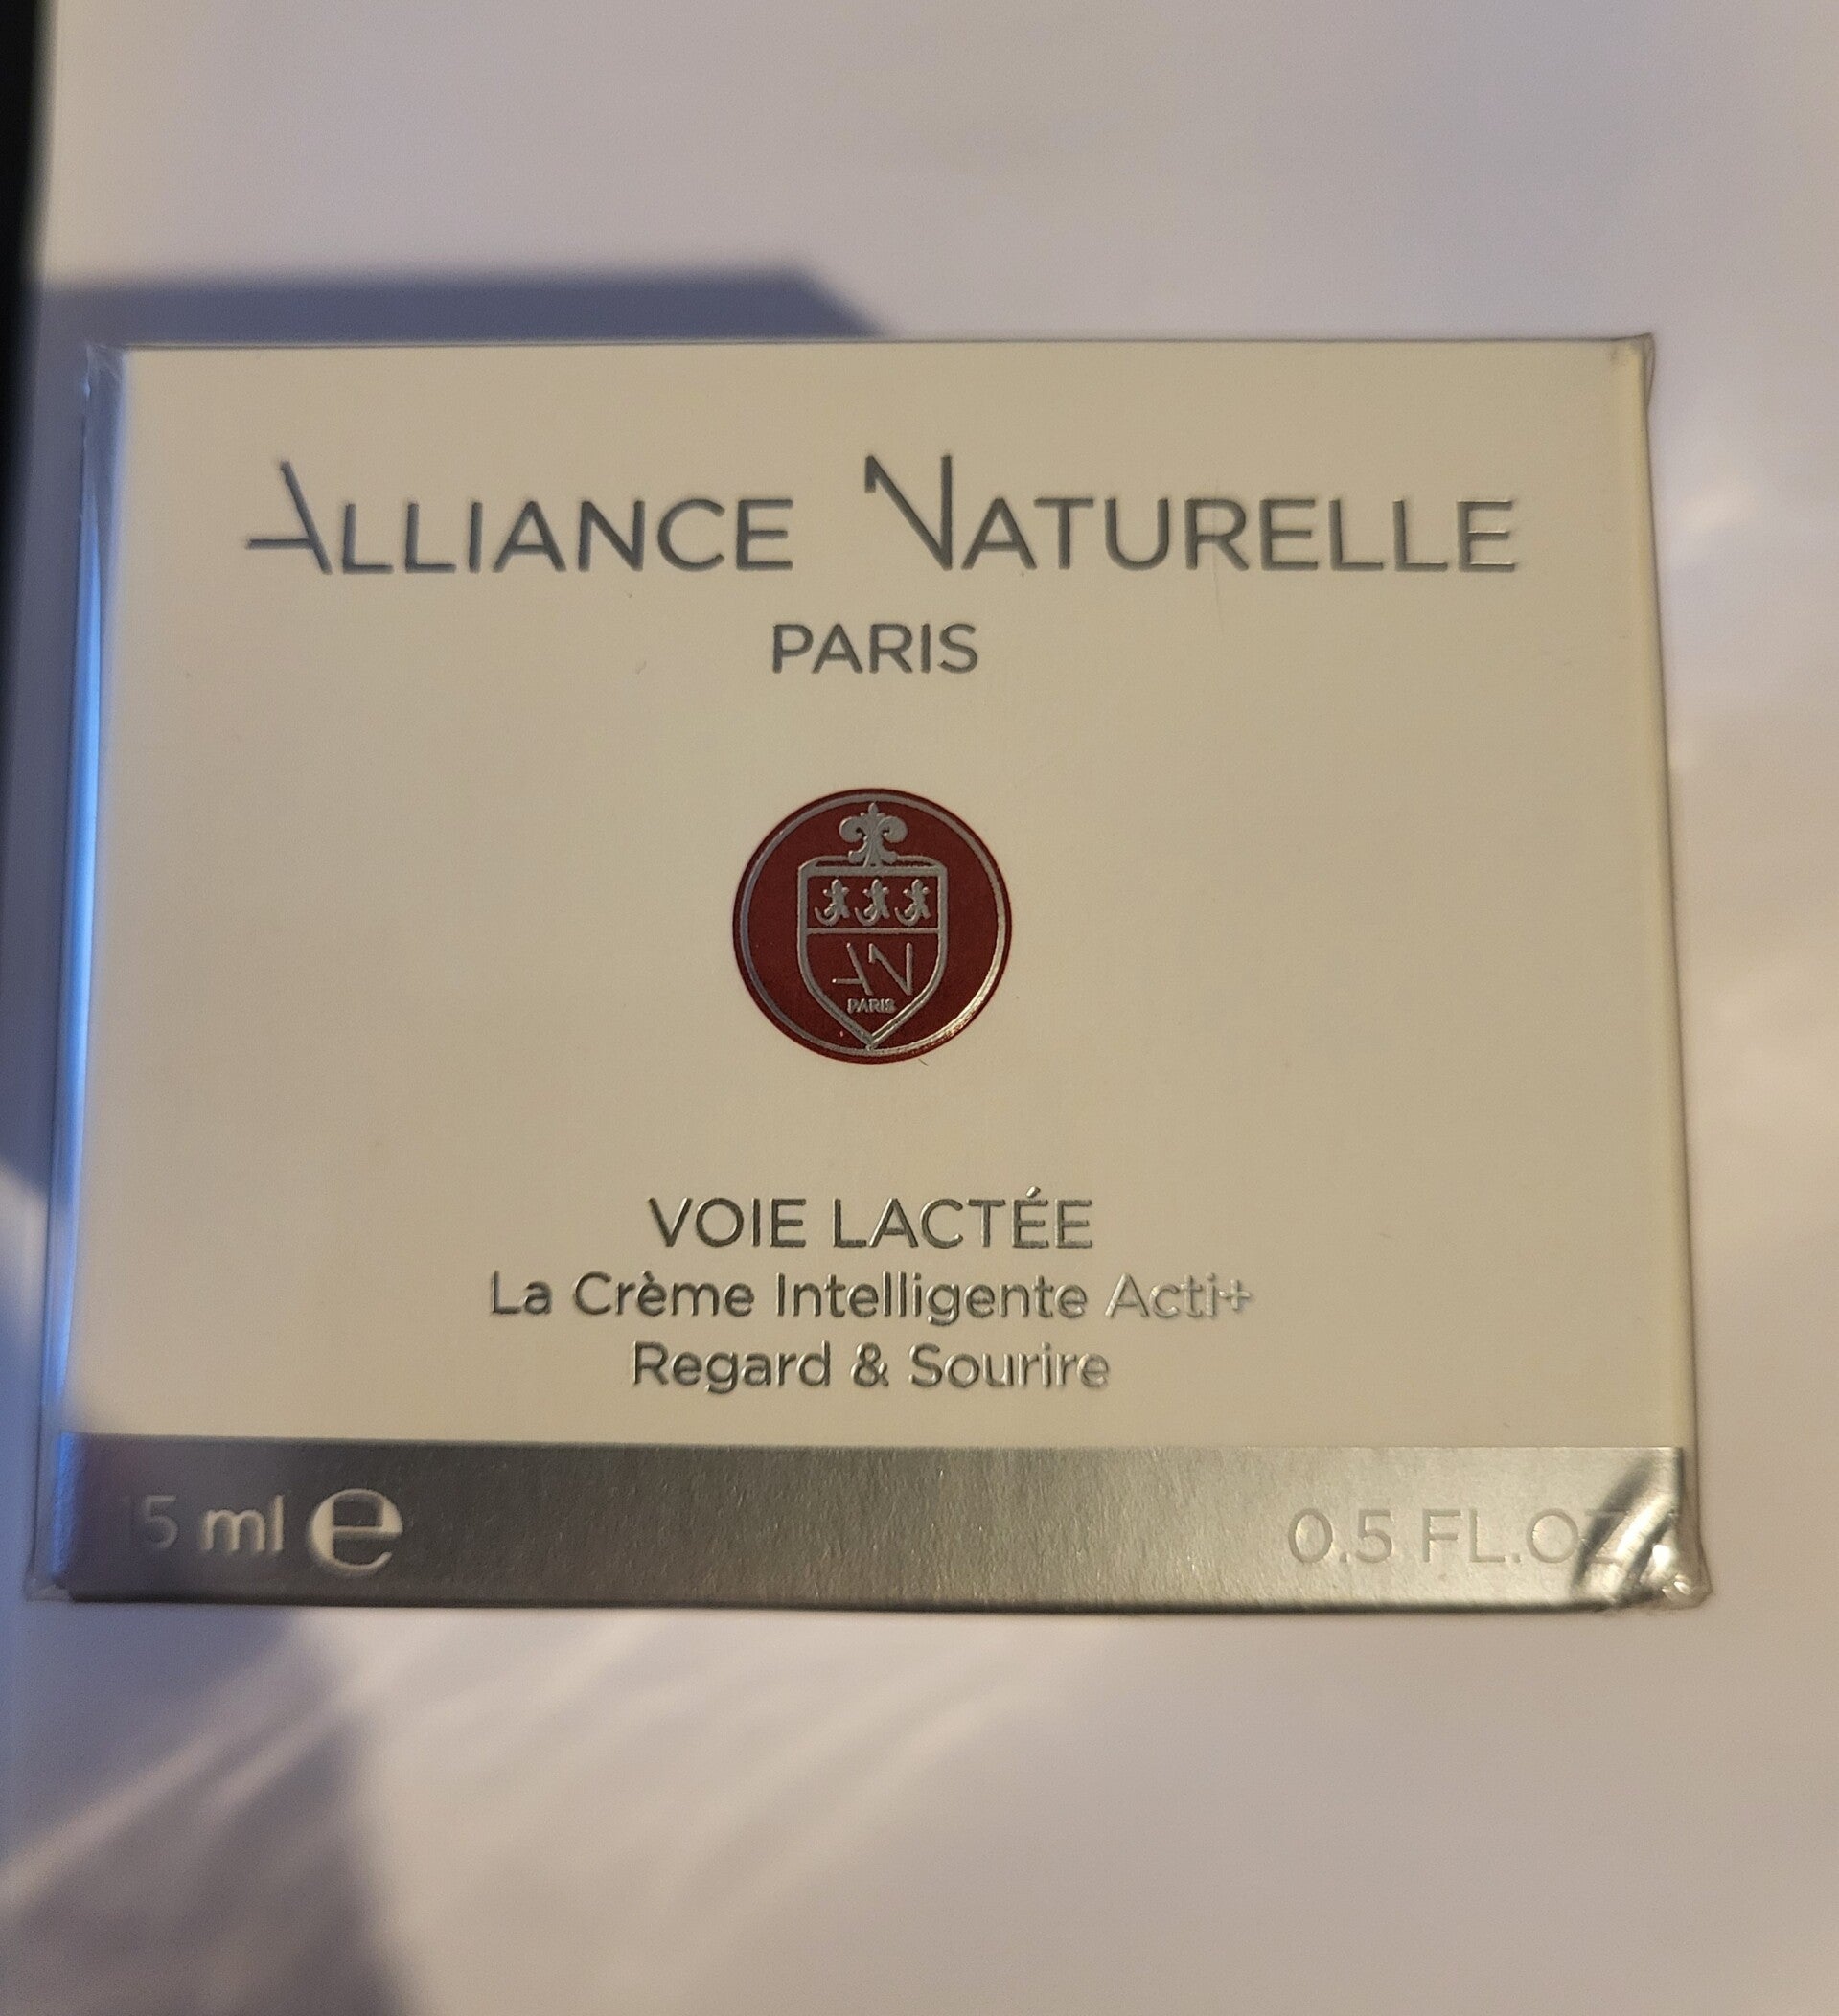 ALLIANCE NATURELLE
PARIS
AN
PARIS
VOIE LACTÉE
La Crème Intelligente Acti+
Regard & Sourire
15 ml e
0.5 FL.OZ